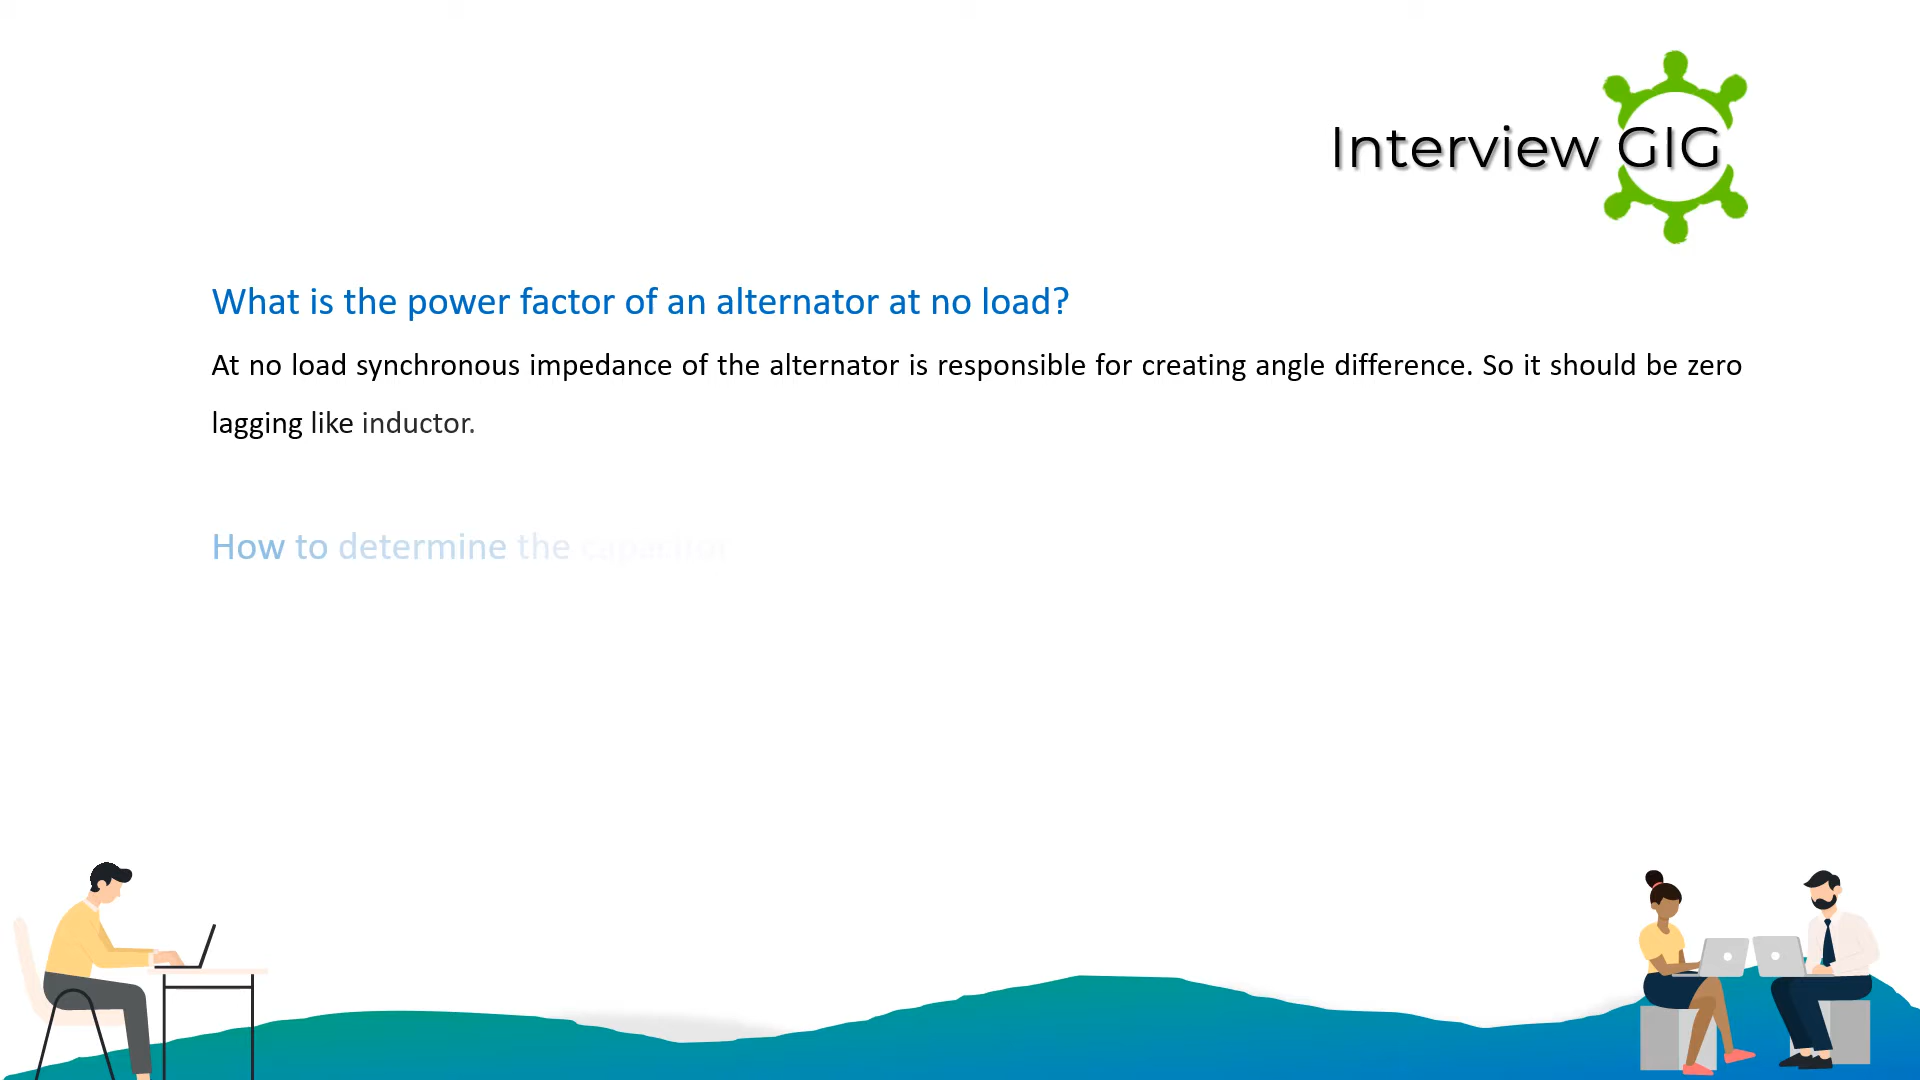 Interview GIG
What is the power factor of an alternator at no load?
At no load synchronous impedance of the alternator is responsible for creating angle difference. So it should be zero
lagging like inductor.
How to determine the